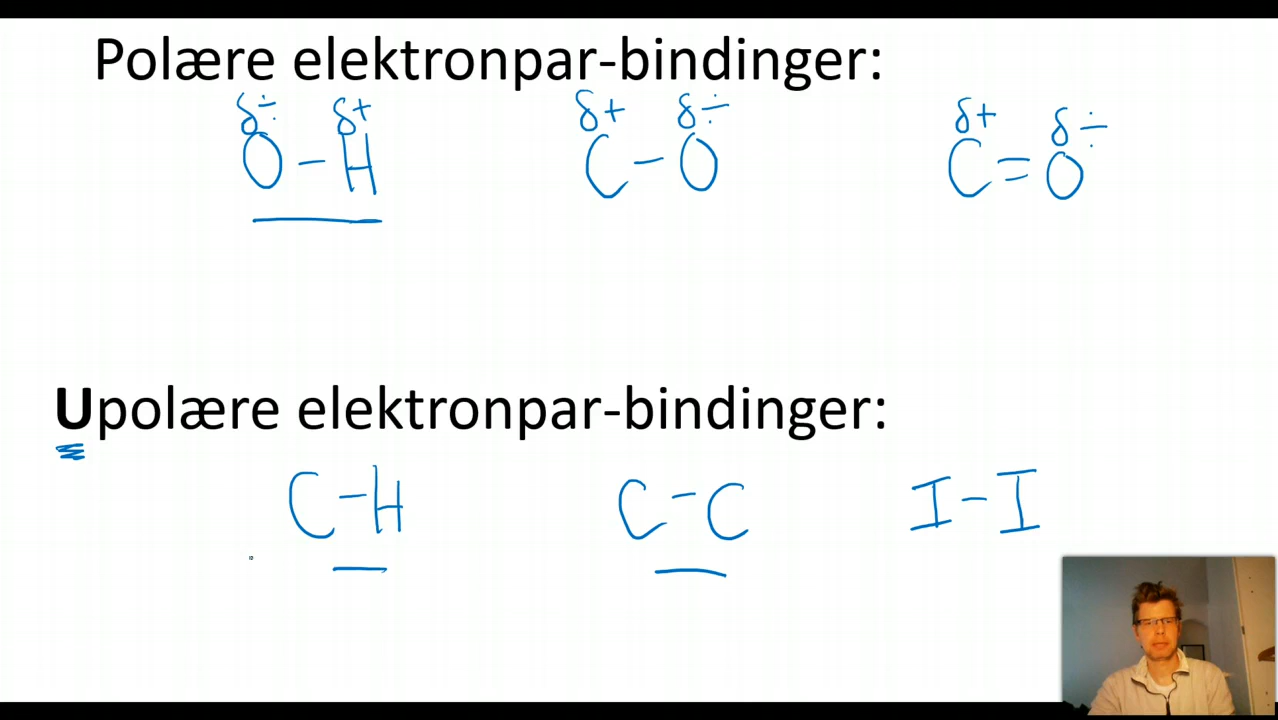 Polære elektronpar-bindinger:
δ÷ δ+ δ+ δ÷ δ+ δ÷
O–H C–O C=O
Upolære elektronpar-bindinger:
C–H C–C I–I